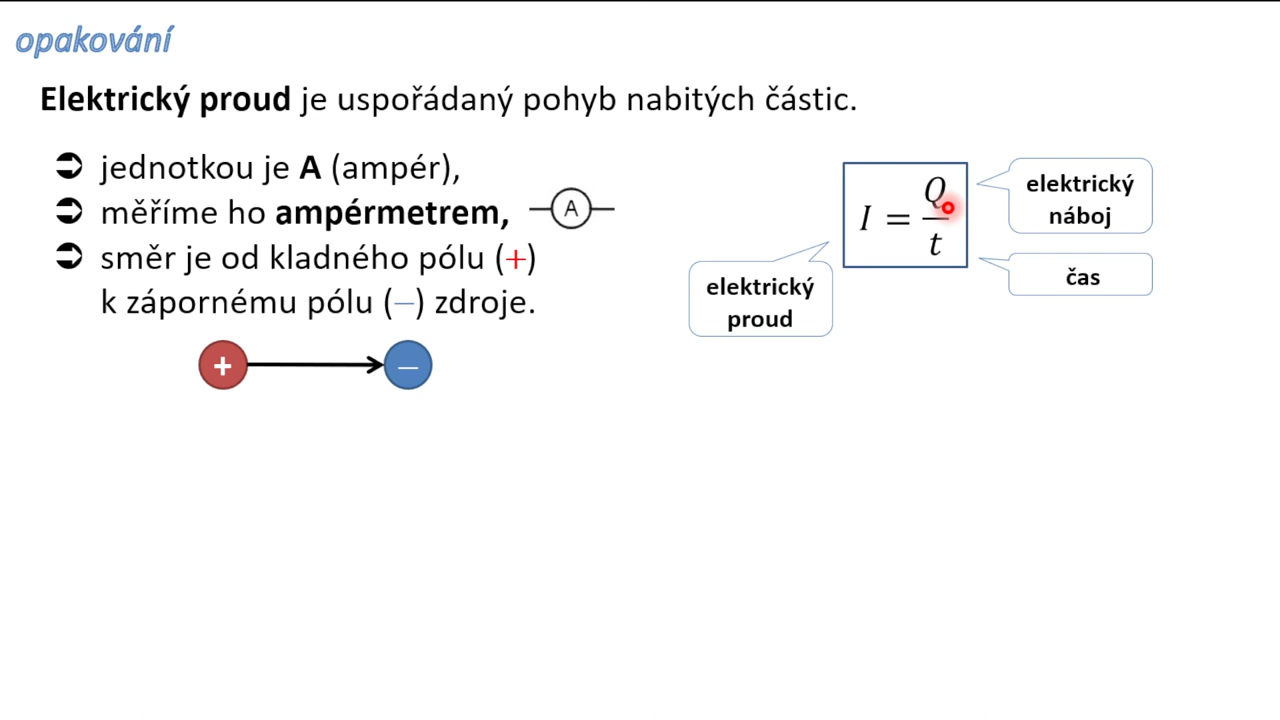 opakování
Elektrický proud je uspořádaný pohyb nabitých částic.
➲ jednotkou je A (ampér),
➲ měříme ho ampérmetrem,
A
➲ směr je od kladného pólu (+)
k zápornému pólu (−) zdroje.
+ −
I = Q/t
elektrický
náboj
čas
elektrický
proud